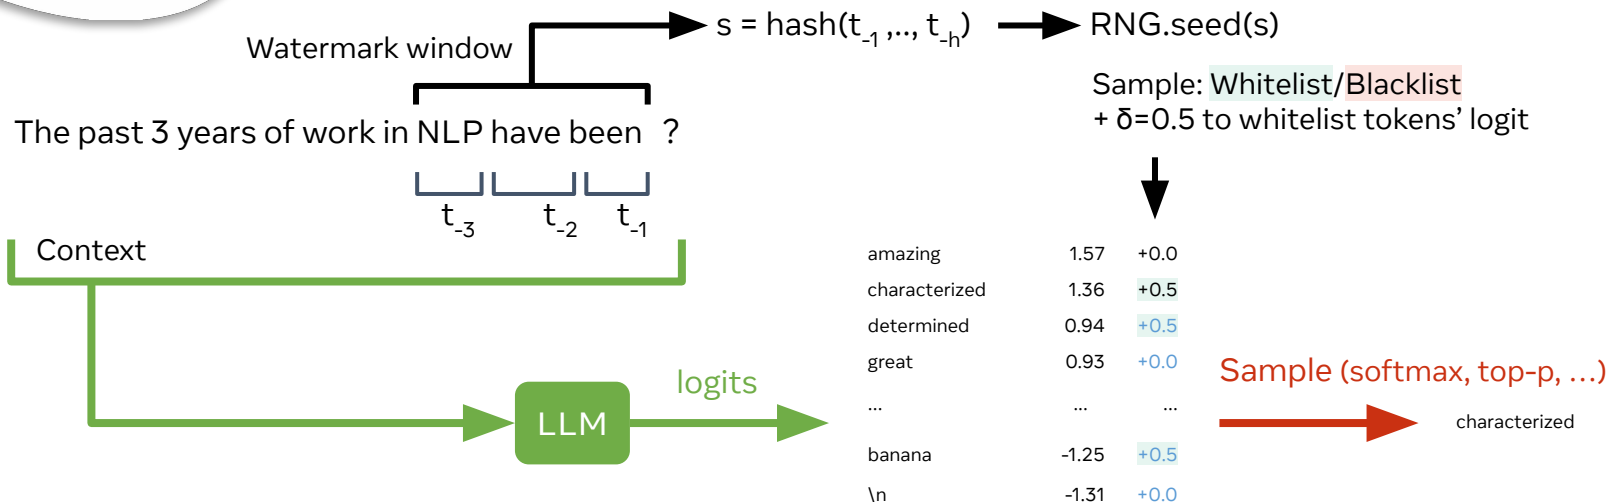 s = hash(t-1,.., t-h)
RNG.seed(s)
Watermark window
Sample: Whitelist/Blacklist
+ δ=0.5 to whitelist tokens’ logit
The past 3 years of work in NLP have been ?
t-3 t-2 t-1
Context
amazing 1.57 +0.0
characterized 1.36 +0.5
determined 0.94 +0.5
great 0.93 +0.0
... ... ...
banana -1.25 +0.5
\n -1.31 +0.0
logits
LLM
Sample (softmax, top-p, ...)
characterized